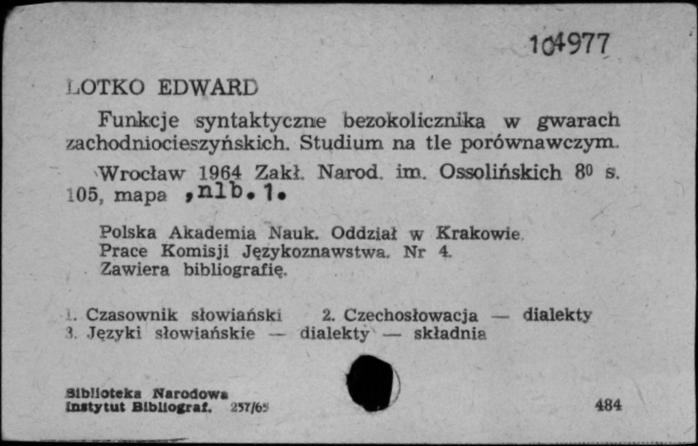 104977
LOTKO EDWARD
Funkcje syntaktyczne bezokolicznika w gwarach
zachodniocieszyńskich. Studium na tle porównawczym.
Wrocław 1964 Zakł. Narod. im. Ossolińskich 8⁰ s.
105, mapa , nlb. 1.
Polska Akademia Nauk. Oddział w Krakowie.
Prace Komisji Językoznawstwa. Nr 4.
Zawiera bibliografię.
1. Czasownik słowiański 2. Czechosłowacja — dialekty
3. Języki słowiańskie — dialekty — składnia
Biblioteka Narodowa
Instytut Bibliograf. 257/65 484